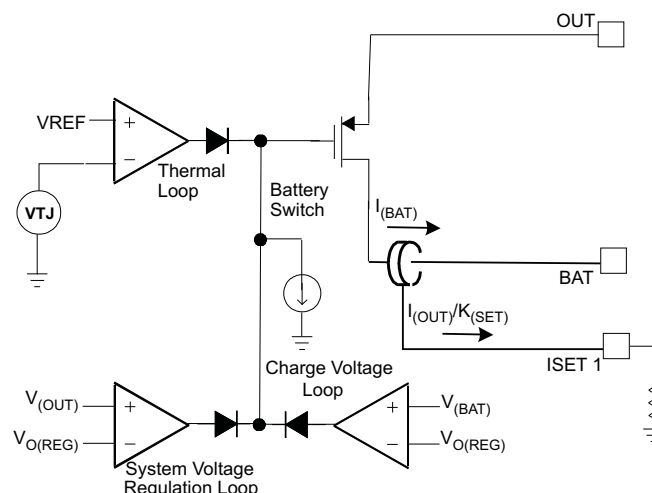 OUT
VREF
+
−
Thermal
Loop
VTJ
Battery
Switch
I(BAT)
BAT
I(OUT)/K(SET)
ISET 1
Charge Voltage
Loop
V(OUT)
+
VO(REG)
−
+
V(BAT)
−
VO(REG)
System Voltage
Regulation Loop